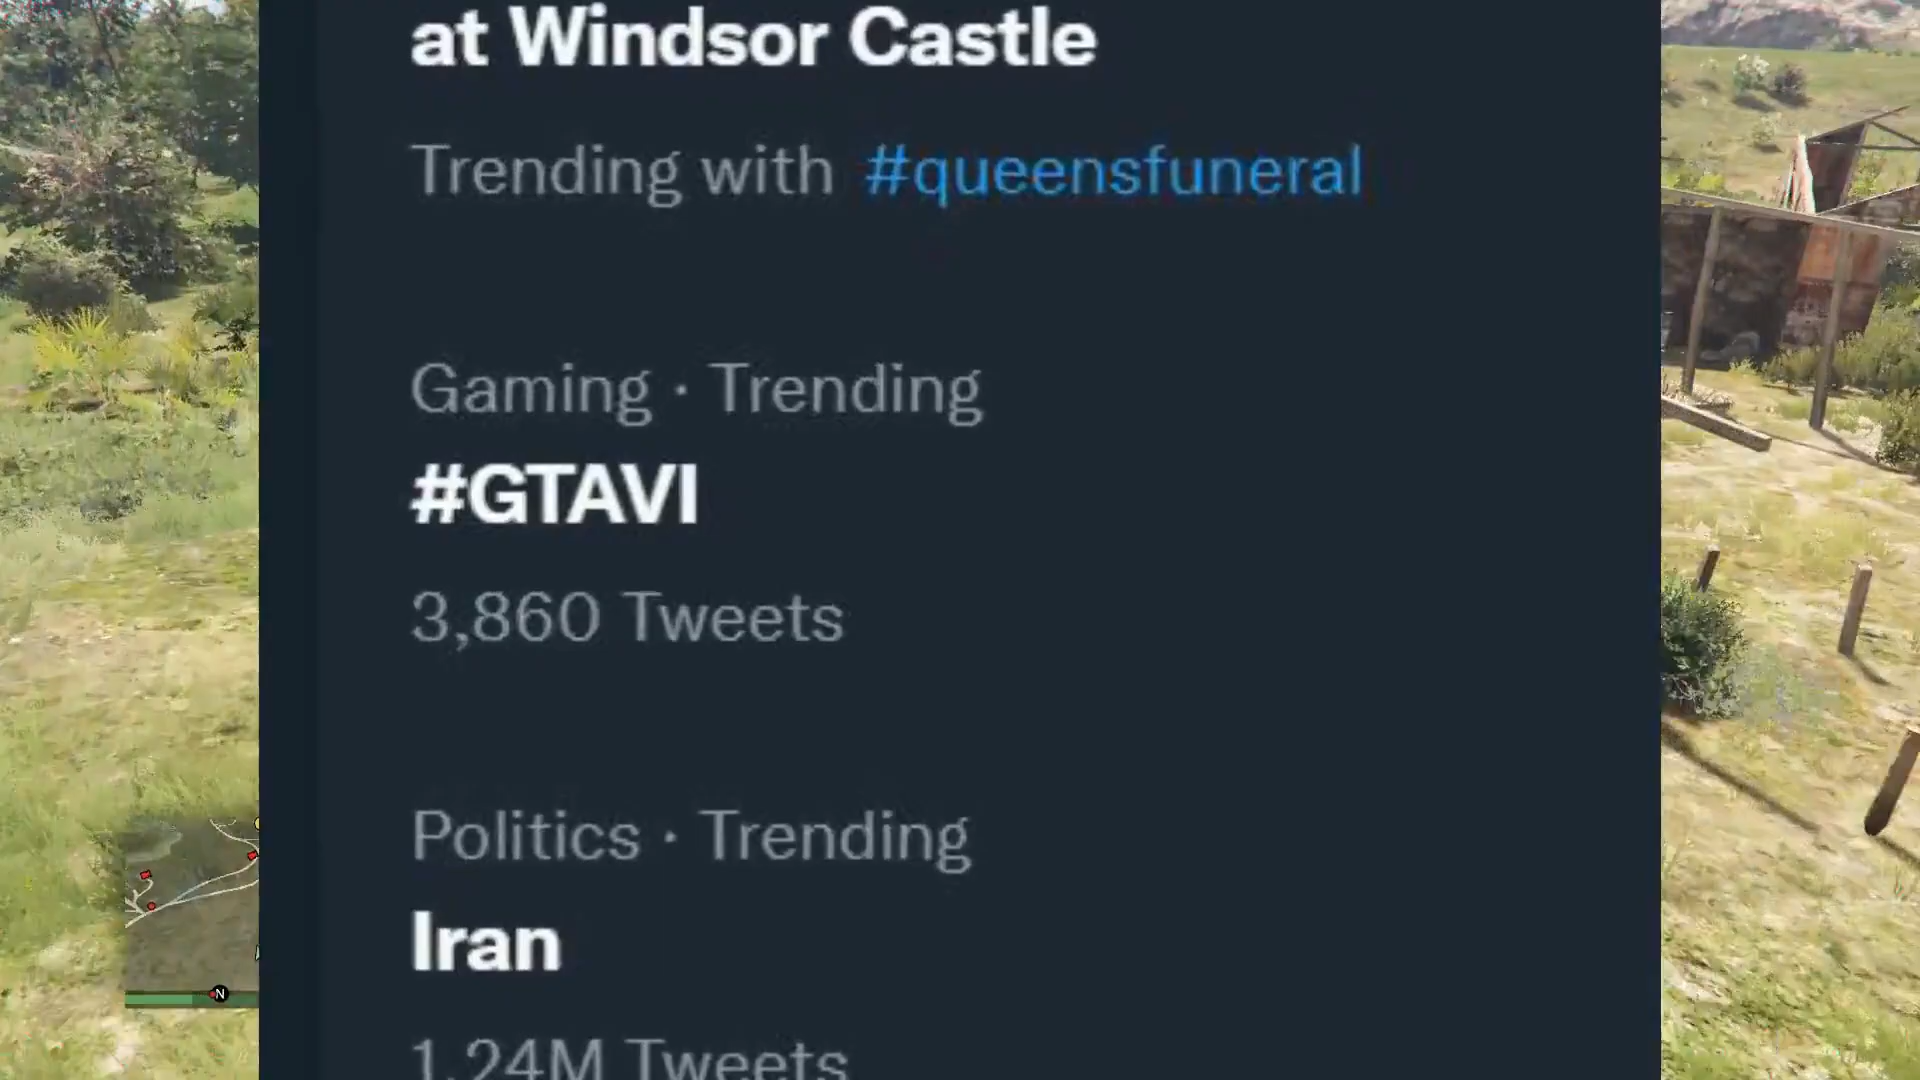 at Windsor Castle
Trending with #queensfuneral
Gaming · Trending
#GTAVI
3,860 Tweets
Politics · Trending
Iran
1.24M Tweets
N